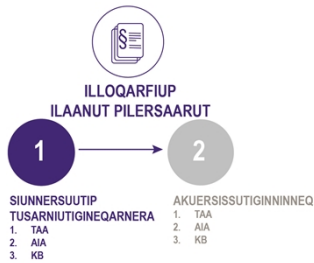 §
ILLOQARFIUP
ILAANUT PILERSAARUT
1
2
SIUNNERSUUTIP
TUSARNIUTIGINEQARNERA
1. TAA
2. AIA
3. KB
AKUERSISSUTIGINNINNEQ
1. TAA
2. AIA
3. KB